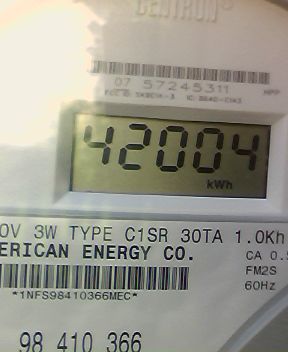 CENTRON®
07 57245311 HPP
42004
kWh
0V 3W TYPE C1SR 30TA 1.0Kh
ERICAN ENERGY CO.
CA 0.5
FM2S
60Hz
*1NFS98410366MEC*
98 410 366